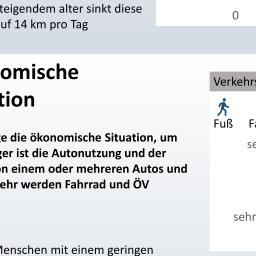 teigendem alter sinkt diese
uf 14 km pro Tag
0
omische
tion
Verkehrs
Fuß
ge die ökonomische Situation, um
ger ist die Autonutzung und der
on einem oder mehreren Autos und
ehr werden Fahrrad und ÖV
sehr
Menschen mit einem geringen